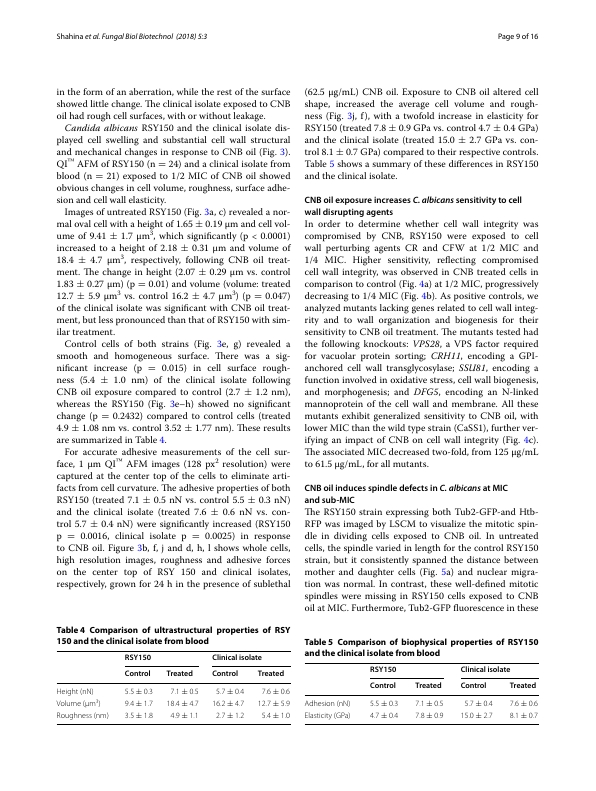 Shahina et al. Fungal Biol Biotechnol (2018) 5:3
Page 9 of 16
in the form of an aberration, while the rest of the surface
showed little change. The clinical isolate exposed to CNB
oil had rough cell surfaces, with or without leakage.
Candida albicans RSY150 and the clinical isolate dis-
played cell swelling and substantial cell wall structural
and mechanical changes in response to CNB oil (Fig. 3).
QI™ AFM of RSY150 (n = 24) and a clinical isolate from
blood (n = 21) exposed to 1/2 MIC of CNB oil showed
obvious changes in cell volume, roughness, surface adhe-
sion and cell wall elasticity.
Images of untreated RSY150 (Fig. 3a, c) revealed a nor-
mal oval cell with a height of 1.65 ± 0.19 μm and cell vol-
ume of 9.41 ± 1.7 μm³, which significantly (p < 0.0001)
increased to a height of 2.18 ± 0.31 μm and volume of
18.4 ± 4.7 μm³, respectively, following CNB oil treat-
ment. The change in height (2.07 ± 0.29 μm vs. control
1.83 ± 0.27 μm) (p = 0.01) and volume (volume: treated
12.7 ± 5.9 μm³ vs. control 16.2 ± 4.7 μm³) (p = 0.047)
of the clinical isolate was significant with CNB oil treat-
ment, but less pronounced than that of RSY150 with sim-
ilar treatment.
Control cells of both strains (Fig. 3e, g) revealed a
smooth and homogeneous surface. There was a sig-
nificant increase (p = 0.015) in cell surface rough-
ness (5.4 ± 1.0 nm) of the clinical isolate following
CNB oil exposure compared to control (2.7 ± 1.2 nm),
whereas the RSY150 (Fig. 3e–h) showed no significant
change (p = 0.2432) compared to control cells (treated
4.9 ± 1.08 nm vs. control 3.52 ± 1.77 nm). These results
are summarized in Table 4.
For accurate adhesive measurements of the cell sur-
face, 1 μm QI™ AFM images (128 px² resolution) were
captured at the center top of the cells to eliminate arti-
facts from cell curvature. The adhesive properties of both
RSY150 (treated 7.1 ± 0.5 nN vs. control 5.5 ± 0.3 nN)
and the clinical isolate (treated 7.6 ± 0.6 nN vs. con-
trol 5.7 ± 0.4 nN) were significantly increased (RSY150
p = 0.0016, clinical isolate p = 0.0025) in response
to CNB oil. Figure 3b, f, j and d, h, l shows whole cells,
high resolution images, roughness and adhesive forces
on the center top of RSY 150 and clinical isolates,
respectively, grown for 24 h in the presence of sublethal
Table 4 Comparison of ultrastructural properties of RSY
150 and the clinical isolate from blood
RSY150 Clinical isolate
Control Treated Control Treated
Height (nN) 5.5 ± 0.3 7.1 ± 0.5 5.7 ± 0.4 7.6 ± 0.6
Volume (μm³) 9.4 ± 1.7 18.4 ± 4.7 16.2 ± 4.7 12.7 ± 5.9
Roughness (nm) 3.5 ± 1.8 4.9 ± 1.1 2.7 ± 1.2 5.4 ± 1.0
(62.5 μg/mL) CNB oil. Exposure to CNB oil altered cell
shape, increased the average cell volume and rough-
ness (Fig. 3j, f), with a twofold increase in elasticity for
RSY150 (treated 7.8 ± 0.9 GPa vs. control 4.7 ± 0.4 GPa)
and the clinical isolate (treated 15.0 ± 2.7 GPa vs. con-
trol 8.1 ± 0.7 GPa) compared to their respective controls.
Table 5 shows a summary of these differences in RSY150
and the clinical isolate.
CNB oil exposure increases C. albicans sensitivity to cell
wall disrupting agents
In order to determine whether cell wall integrity was
compromised by CNB, RSY150 were exposed to cell
wall perturbing agents CR and CFW at 1/2 MIC and
1/4 MIC. Higher sensitivity, reflecting compromised
cell wall integrity, was observed in CNB treated cells in
comparison to control (Fig. 4a) at 1/2 MIC, progressively
decreasing to 1/4 MIC (Fig. 4b). As positive controls, we
analyzed mutants lacking genes related to cell wall integ-
rity and to wall organization and biogenesis for their
sensitivity to CNB oil treatment. The mutants tested had
the following knockouts: VPS28, a VPS factor required
for vacuolar protein sorting; CRH11, encoding a GPI-
anchored cell wall transglycosylase; SSU81, encoding a
function involved in oxidative stress, cell wall biogenesis,
and morphogenesis; and DFG5, encoding an N-linked
mannoprotein of the cell wall and membrane. All these
mutants exhibit generalized sensitivity to CNB oil, with
lower MIC than the wild type strain (CaSS1), further ver-
ifying an impact of CNB on cell wall integrity (Fig. 4c).
The associated MIC decreased two-fold, from 125 μg/mL
to 61.5 μg/mL, for all mutants.
CNB oil induces spindle defects in C. albicans at MIC
and sub-MIC
The RSY150 strain expressing both Tub2-GFP-and Htb-
RFP was imaged by LSCM to visualize the mitotic spin-
dle in dividing cells exposed to CNB oil. In untreated
cells, the spindle varied in length for the control RSY150
strain, but it consistently spanned the distance between
mother and daughter cells (Fig. 5a) and nuclear migra-
tion was normal. In contrast, these well-defined mitotic
spindles were missing in RSY150 cells exposed to CNB
oil at MIC. Furthermore, Tub2-GFP fluorescence in these
Table 5 Comparison of biophysical properties of RSY150
and the clinical isolate from blood
RSY150 Clinical isolate
Control Treated Control Treated
Adhesion (nN) 5.5 ± 0.3 7.1 ± 0.5 5.7 ± 0.4 7.6 ± 0.6
Elasticity (GPa) 4.7 ± 0.4 7.8 ± 0.9 15.0 ± 2.7 8.1 ± 0.7